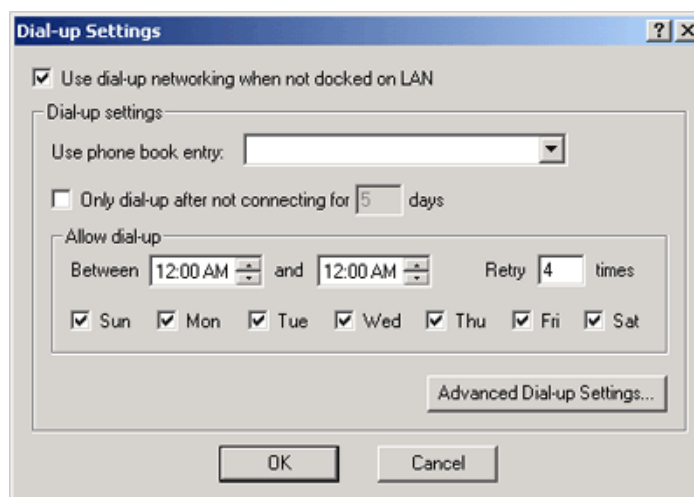 Dial-up Settings
Use dial-up networking when not docked on LAN
Dial-up settings
Use phone book entry:
Only dial-up after not connecting for 5 days
Allow dial-up
Between 12:00 AM and 12:00 AM Retry 4 times
Sun Mon Tue Wed Thu Fri Sat
Advanced Dial-up Settings...
OK Cancel